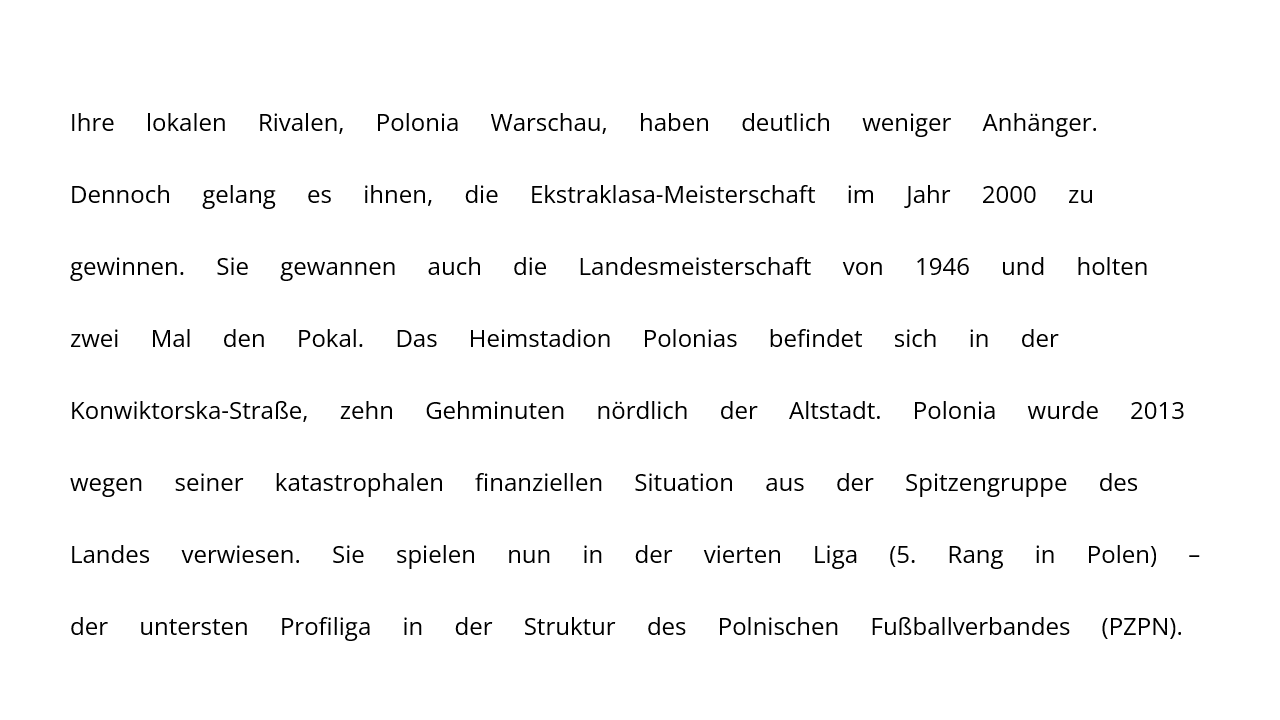 Ihre lokalen Rivalen, Polonia Warschau, haben deutlich weniger Anhänger.
Dennoch gelang es ihnen, die Ekstraklasa-Meisterschaft im Jahr 2000 zu
gewinnen. Sie gewannen auch die Landesmeisterschaft von 1946 und holten
zwei Mal den Pokal. Das Heimstadion Polonias befindet sich in der
Konwiktorska-Straße, zehn Gehminuten nördlich der Altstadt. Polonia wurde 2013
wegen seiner katastrophalen finanziellen Situation aus der Spitzengruppe des
Landes verwiesen. Sie spielen nun in der vierten Liga (5. Rang in Polen) –
der untersten Profiliga in der Struktur des Polnischen Fußballverbandes (PZPN).